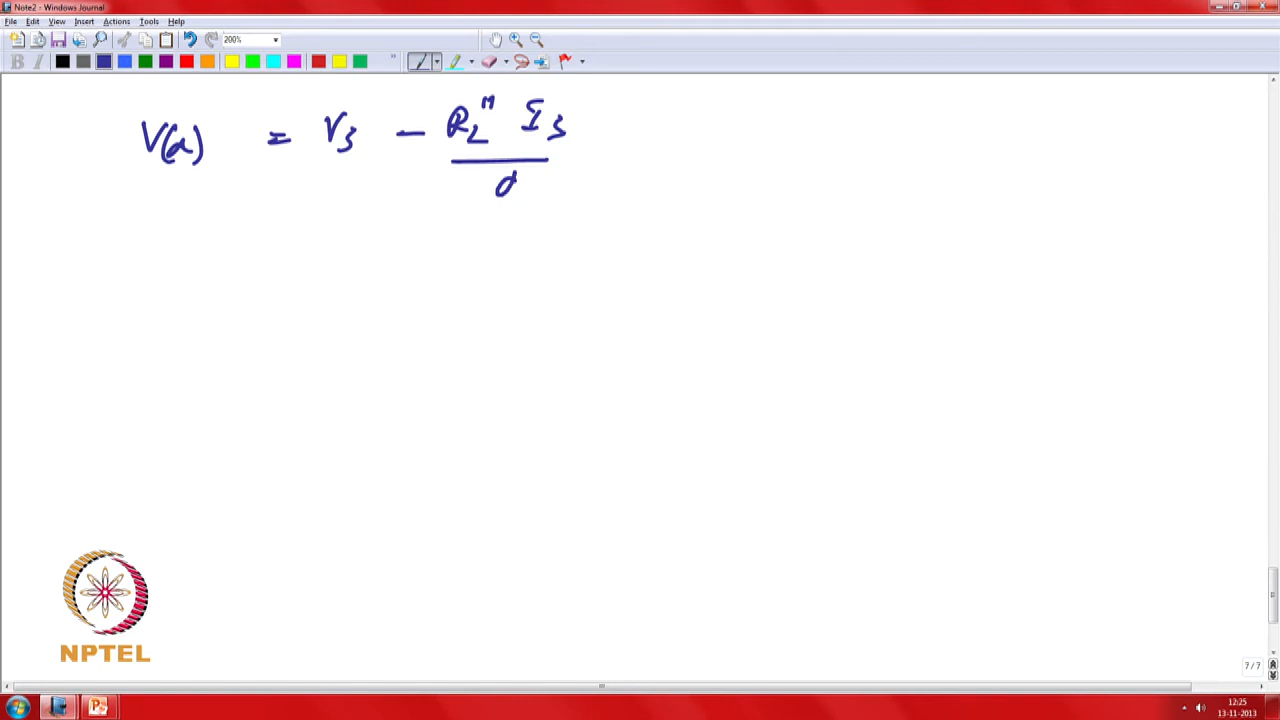 Note2 - Windows Journal
File Edit View Insert Actions Tools Help
200%
B I
V(α) = V₃ − R_L'' I₃
d
NPTEL
7 / 7
12:25
13-11-2013